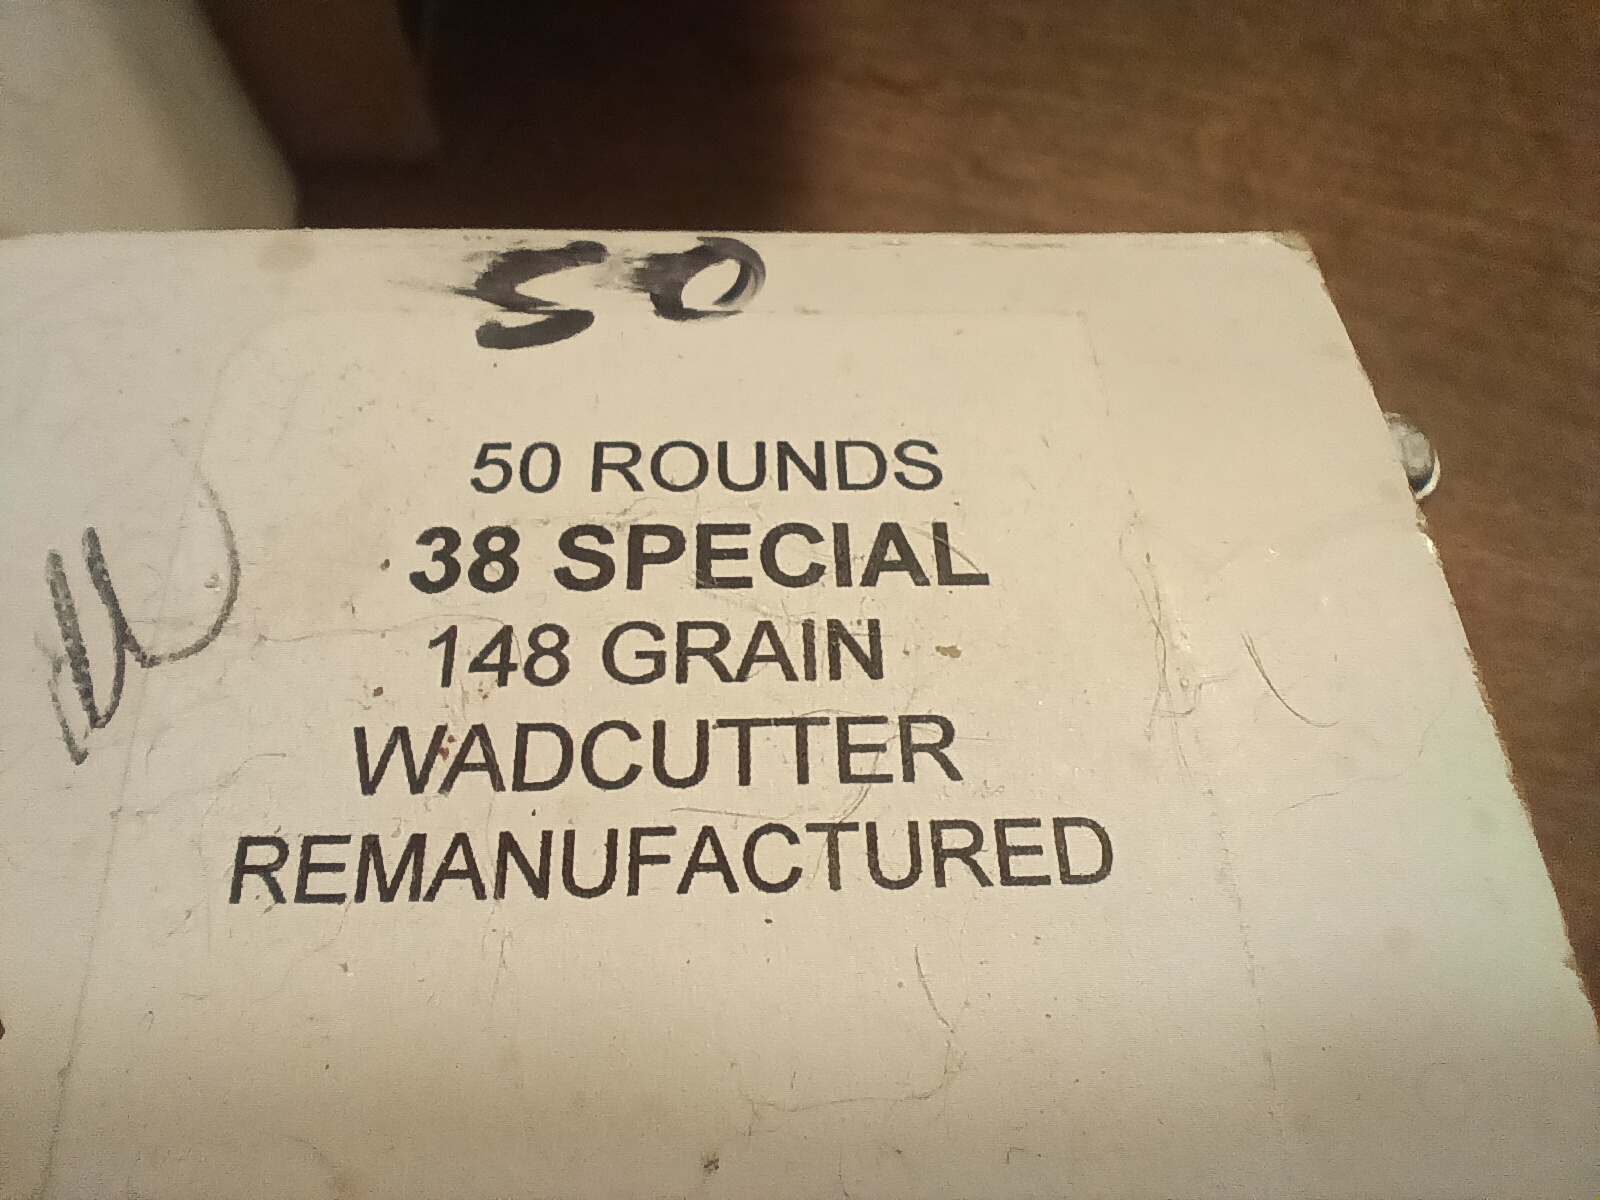 50
50 ROUNDS
38 SPECIAL
148 GRAIN
WADCUTTER
REMANUFACTURED